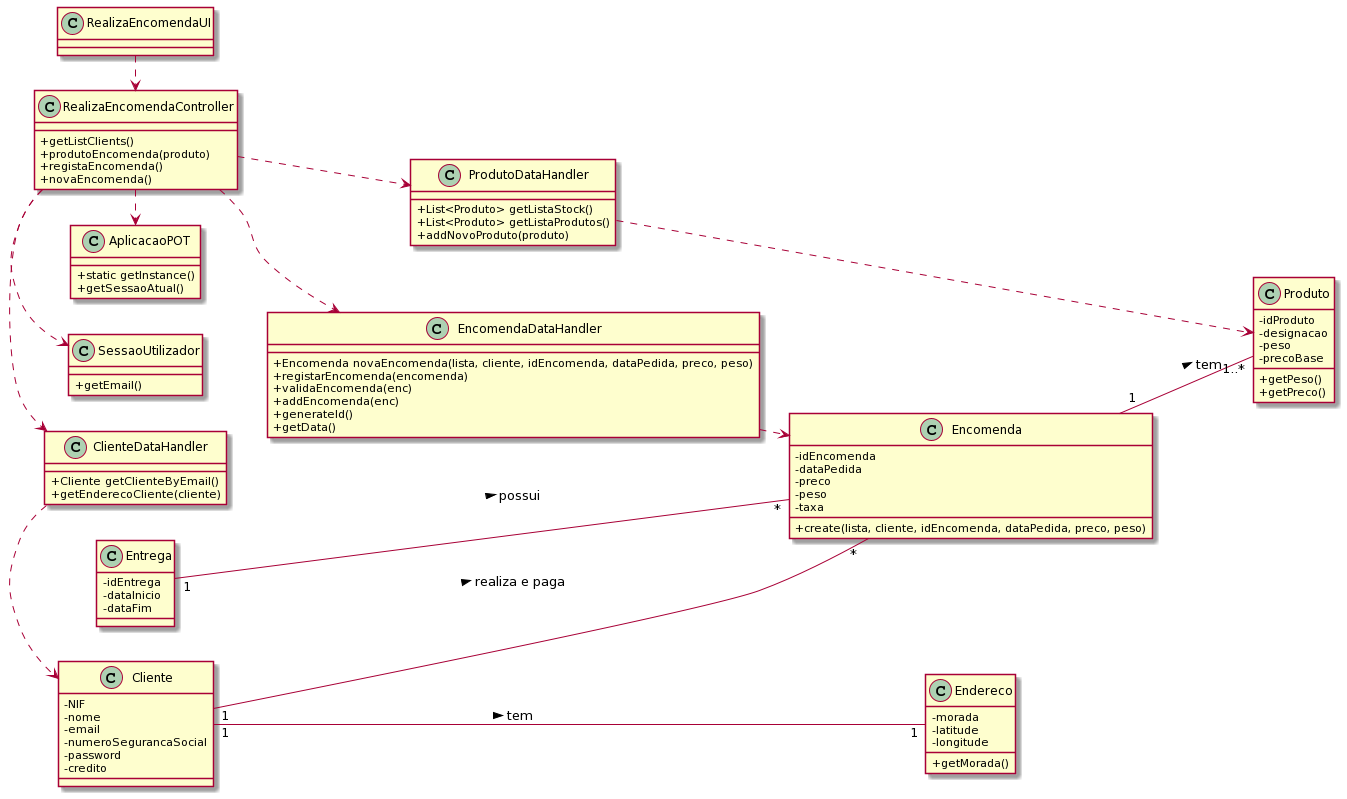 C RealizaEncomendaUI
C RealizaEncomendaController
+getListClients()
+produtoEncomenda(produto)
+registaEncomenda()
+novaEncomenda()
C ProdutoDataHandler
+List<Produto> getListaStock()
+List<Produto> getListaProdutos()
+addNovoProduto(produto)
C AplicacaoPOT
+static getInstance()
+getSessaoAtual()
C Produto
-idProduto
-designacao
-peso
-precoBase
+getPeso()
+getPreco()
C EncomendaDataHandler
+Encomenda novaEncomenda(lista, cliente, idEncomenda, dataPedida, preco, peso)
+registarEncomenda(encomenda)
+validaEncomenda(enc)
+addEncomenda(enc)
+generateId()
+getData()
C SessaoUtilizador
+getEmail()
tem
1..*
1
C Encomenda
-idEncomenda
-dataPedida
-preco
-peso
-taxa
+create(lista, cliente, idEncomenda, dataPedida, preco, peso)
C ClienteDataHandler
+Cliente getClienteByEmail()
+getEnderecoCliente(cliente)
possui
*
1
C Entrega
-idEntrega
-dataInicio
-dataFim
realiza e paga
*
1
C Cliente
-NIF
-nome
-email
-numeroSegurancaSocial
-password
-credito
tem
1
1
C Endereco
-morada
-latitude
-longitude
+getMorada()